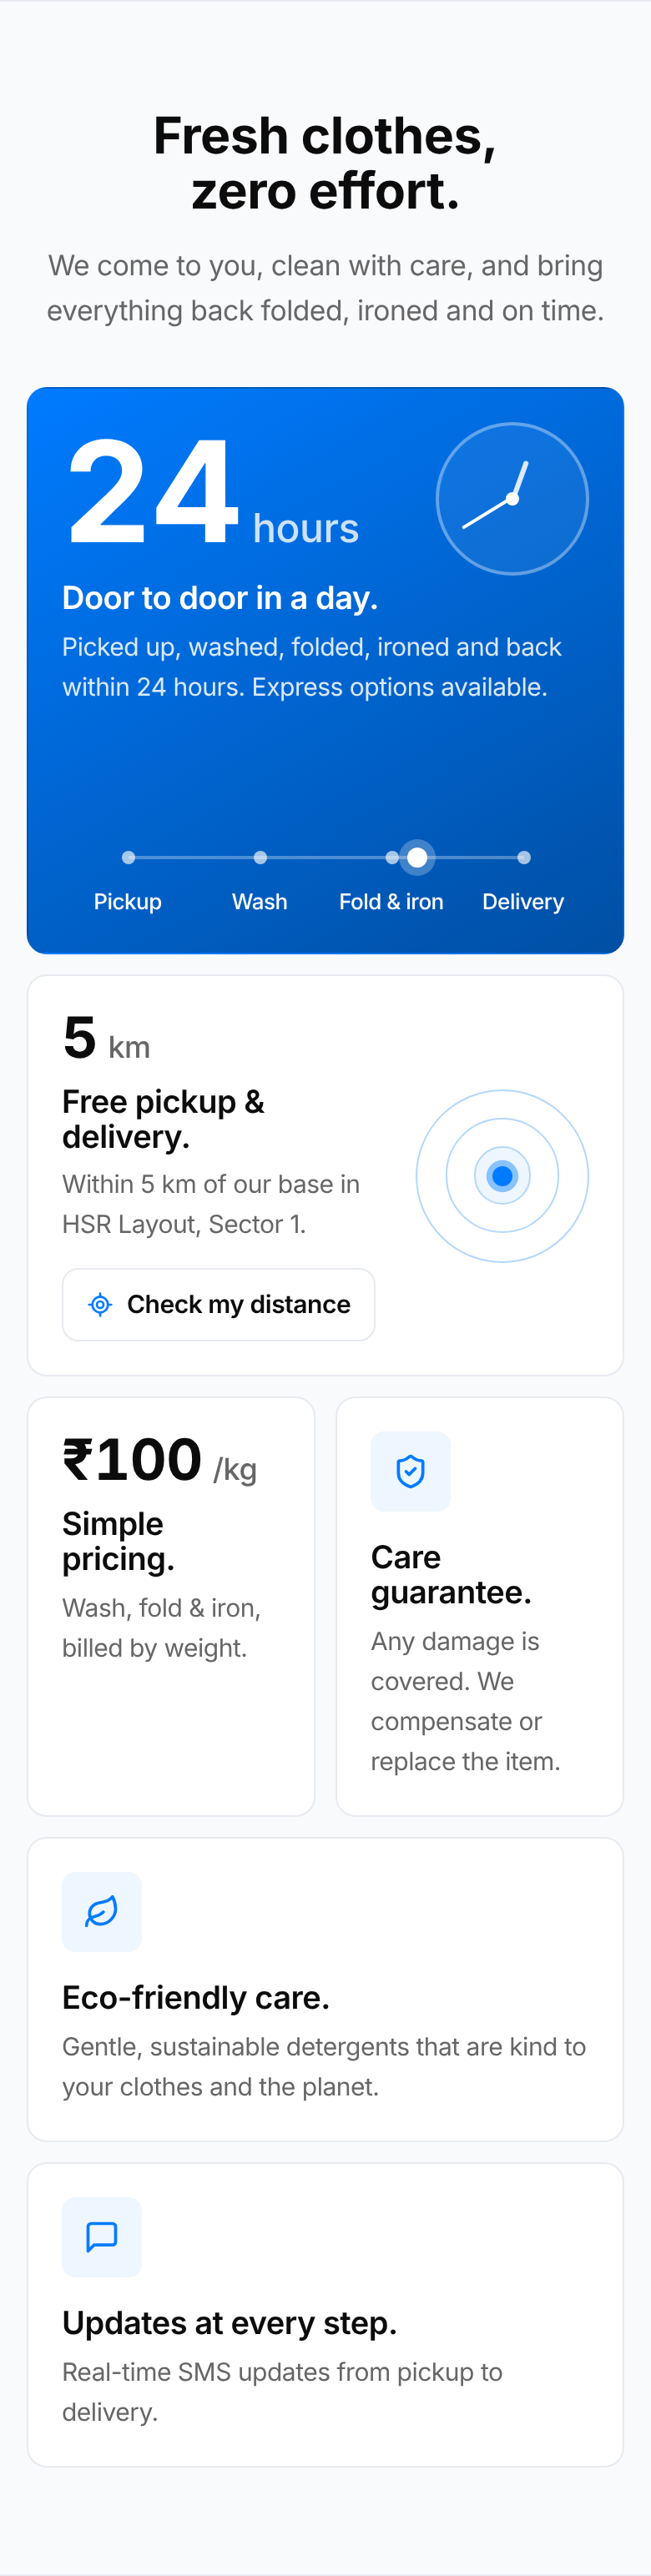 Fresh clothes,
zero effort.
We come to you, clean with care, and bring
everything back folded, ironed and on time.
24 hours
Door to door in a day.
Picked up, washed, folded, ironed and back
within 24 hours. Express options available.
Pickup Wash Fold & iron Delivery
5 km
Free pickup &
delivery.
Within 5 km of our base in
HSR Layout, Sector 1.
Check my distance
₹100 /kg
Simple
pricing.
Wash, fold & iron,
billed by weight.
Care
guarantee.
Any damage is
covered. We
compensate or
replace the item.
Eco-friendly care.
Gentle, sustainable detergents that are kind to
your clothes and the planet.
Updates at every step.
Real-time SMS updates from pickup to
delivery.